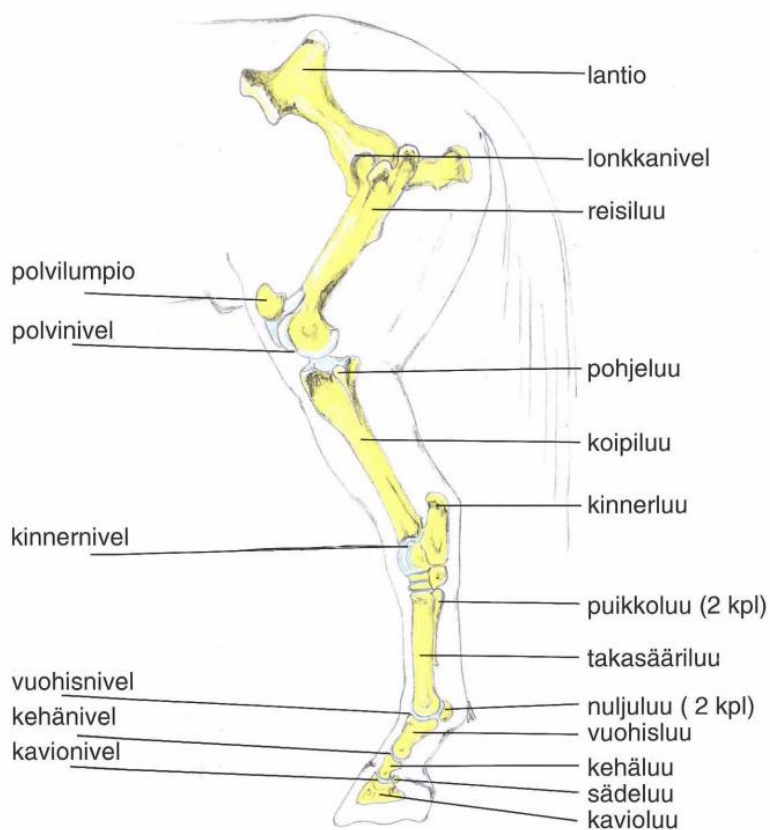 lantio
lonkkanivel
reisiluu
polvilumpio
polvinivel
pohjeluu
koipiluu
kinnerluu
kinnernivel
puikkoluu (2 kpl)
takasääriluu
vuohisnivel
nuljuluu ( 2 kpl)
kehänivel
vuohisluu
kavionivel
kehäluu
sädeluu
kavioluu